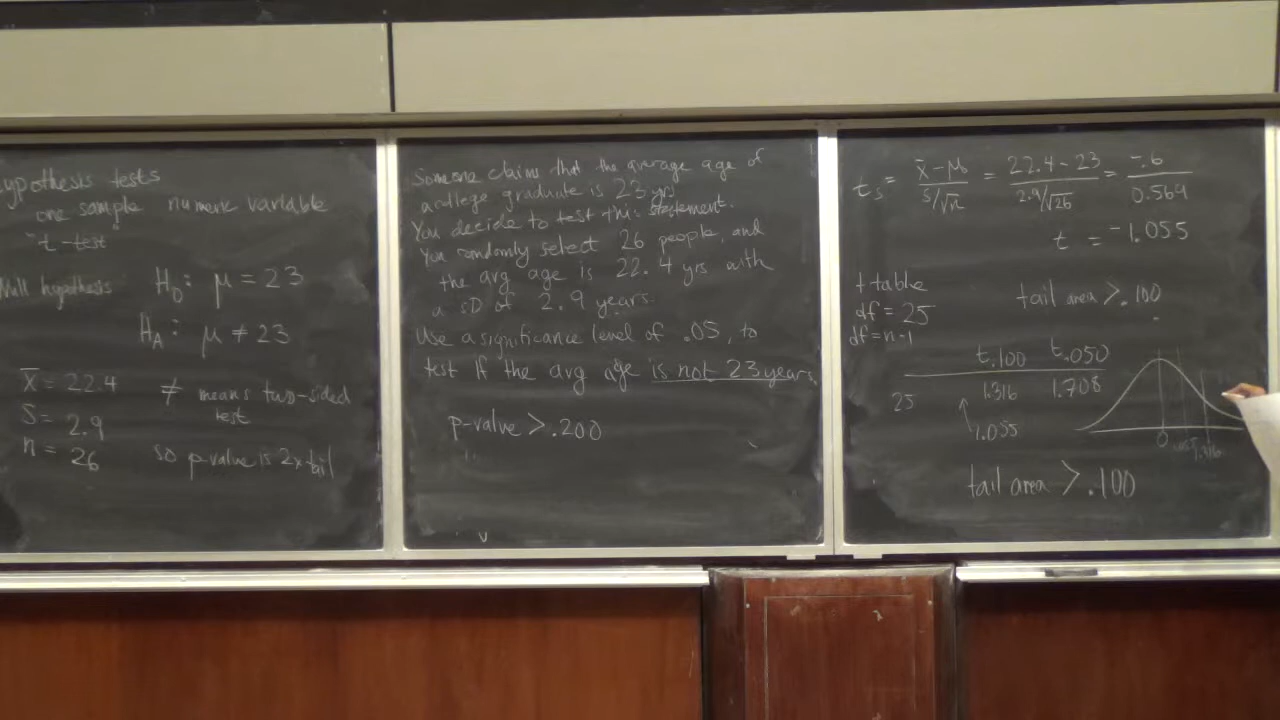 ypothesis tests
one sample numeric variable
"t-test"
Null hypothesis H₀: μ = 23
H_A: μ ≠ 23
x̄ = 22.4
S = 2.9
n = 26
≠ means two-sided
test
so p-value is 2x tail
Someone claims that the average age of
a college graduate is 23 yrs
You decide to test this statement.
You randomly select 26 people, and
the avg age is 22.4 yrs with
a SD of 2.9 years.
Use a significance level of .05, to
test if the avg age is not 23 years.
p-value > .200
tₛ = (x̄ - μ₀)/(s/√n) = (22.4 - 23)/(2.9/√26) = -.6/0.569
t = -1.055
t table
df = 25
df = n-1
tail area > .100
t.100 t.050
25 1.316 1.708
1.055
0 1.055 1.316
tail area > .100